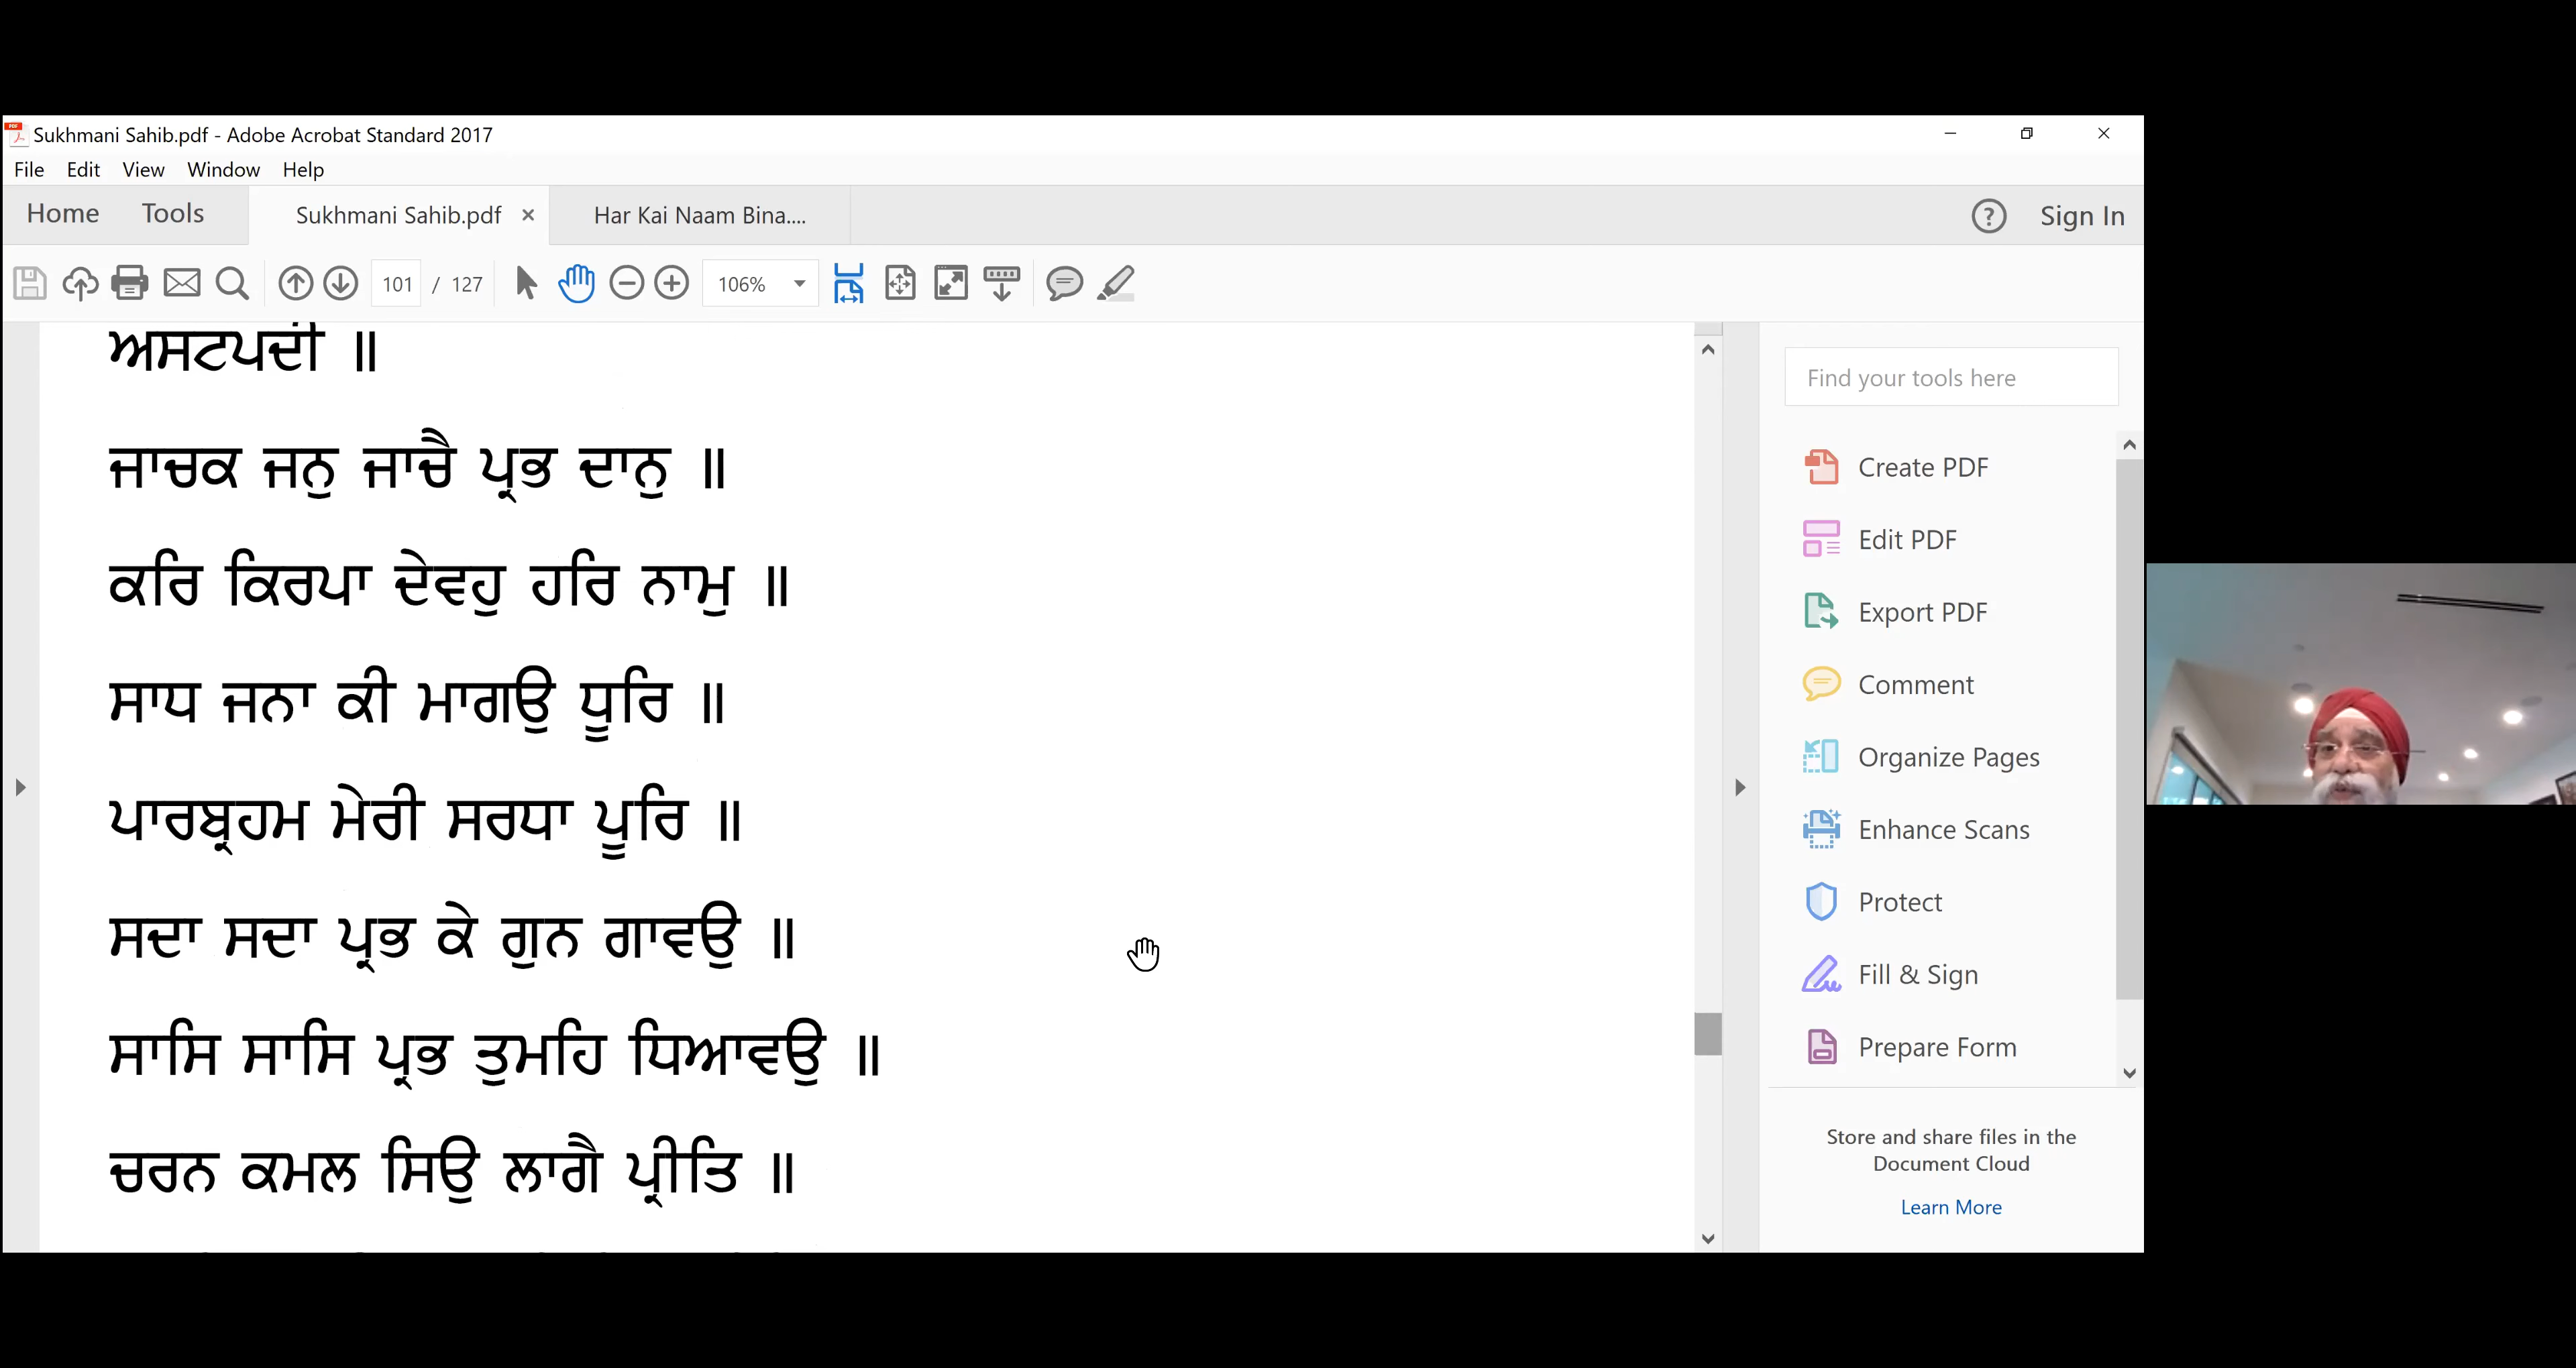 Sukhmani Sahib.pdf - Adobe Acrobat Standard 2017
File Edit View Window Help
Home Tools Sukhmani Sahib.pdf × Har Kai Naam Bina.... ? Sign In
101 / 127 106%
ਅਸਟਪਦੀ ॥
ਜਾਚਕ ਜਨੁ ਜਾਚੈ ਪ੍ਰਭ ਦਾਨੁ ॥
ਕਰਿ ਕਿਰਪਾ ਦੇਵਹੁ ਹਰਿ ਨਾਮੁ ॥
ਸਾਧ ਜਨਾ ਕੀ ਮਾਗਉ ਧੂਰਿ ॥
ਪਾਰਬ੍ਰਹਮ ਮੇਰੀ ਸਰਧਾ ਪੂਰਿ ॥
ਸਦਾ ਸਦਾ ਪ੍ਰਭ ਕੇ ਗੁਨ ਗਾਵਉ ॥
ਸਾਸਿ ਸਾਸਿ ਪ੍ਰਭ ਤੁਮਹਿ ਧਿਆਵਉ ॥
ਚਰਨ ਕਮਲ ਸਿਉ ਲਾਗੈ ਪ੍ਰੀਤਿ ॥
Find your tools here
Create PDF
Edit PDF
Export PDF
Comment
Organize Pages
Enhance Scans
Protect
Fill & Sign
Prepare Form
Store and share files in the
Document Cloud
Learn More